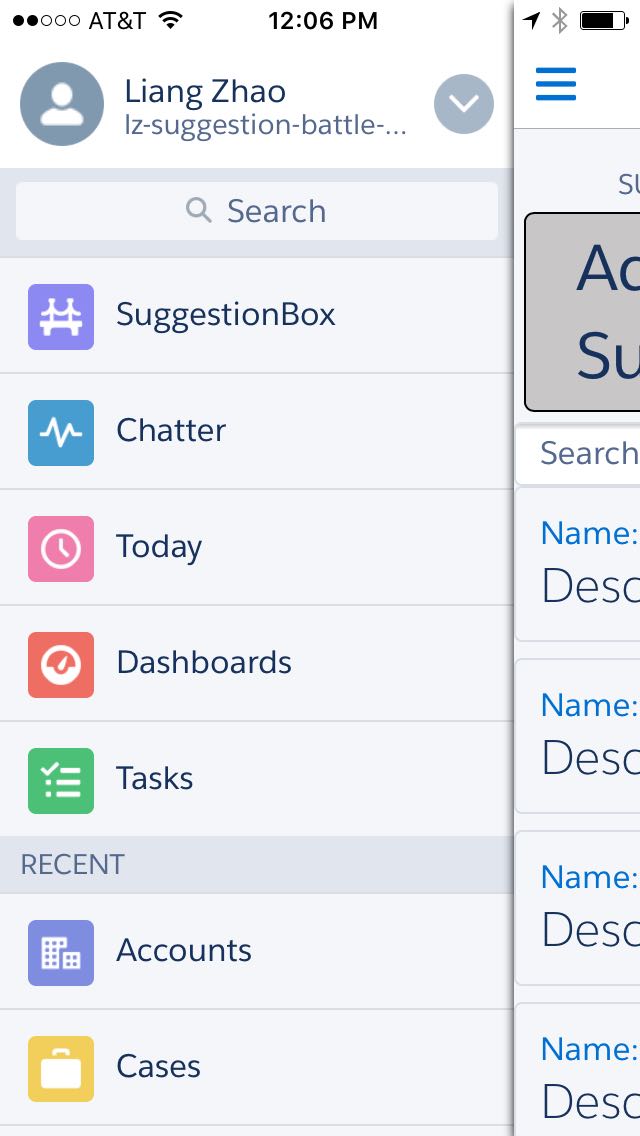 AT&T 12:06 PM
Liang Zhao
lz-suggestion-battle-...
Search
SuggestionBox
Chatter
Today
Dashboards
Tasks
RECENT
Accounts
Cases
SU
Ad
Su
Search
Name:
Desc
Name:
Desc
Name:
Desc
Name:
Desc